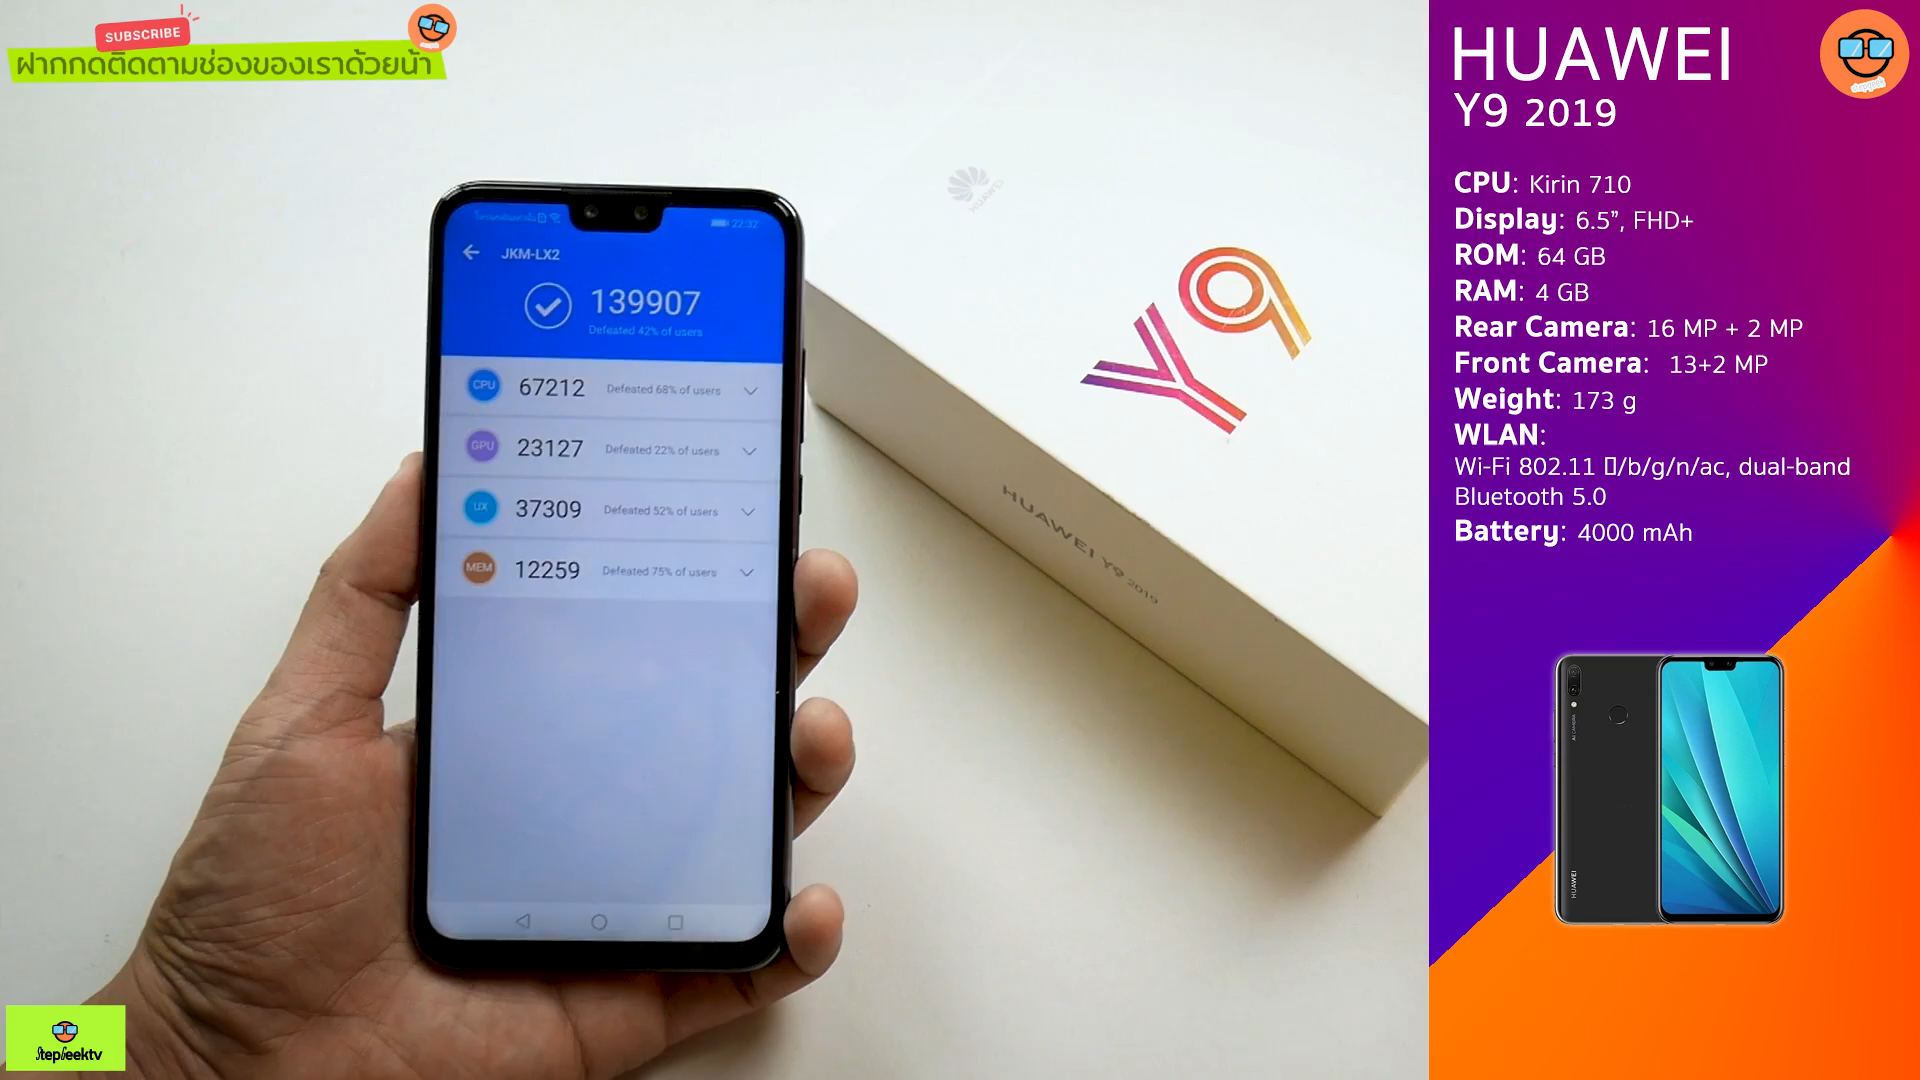 SUBSCRIBE
ฝากกดติดตามช่องของเราด้วยน้า
22:32
JKM-LX2
139907
Defeated 42% of users
CPU 67212 Defeated 68% of users
GPU 23127 Defeated 22% of users
UX 37309 Defeated 52% of users
MEM 12259 Defeated 75% of users
HUAWEI
Y9
HUAWEI Y9 2019
StepGeektv
HUAWEI
Y9 2019
stepgeek
CPU: Kirin 710
Display: 6.5”, FHD+
ROM: 64 GB
RAM: 4 GB
Rear Camera: 16 MP + 2 MP
Front Camera: 13+2 MP
Weight: 173 g
WLAN:
Wi-Fi 802.11 ▯/b/g/n/ac, dual-band
Bluetooth 5.0
Battery: 4000 mAh
HUAWEI